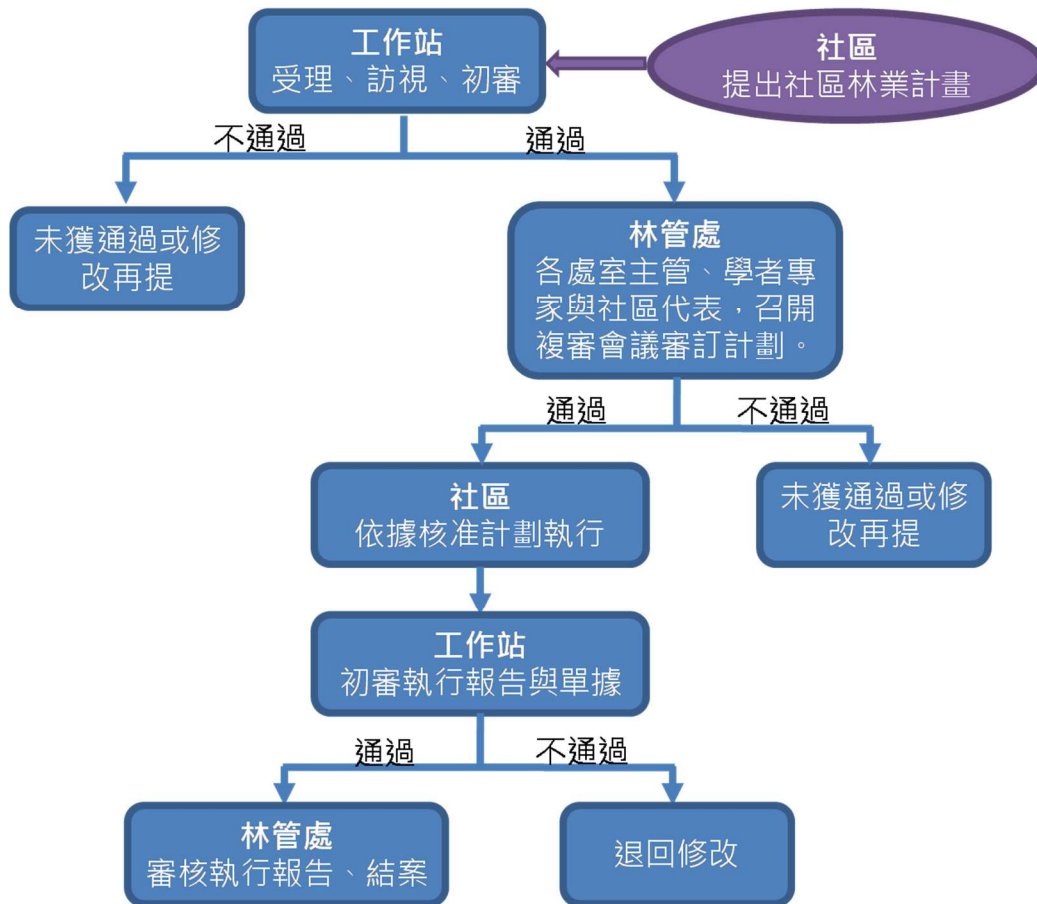 工作站
受理、訪視、初審
社區
提出社區林業計畫
不通過
通過
未獲通過或修
改再提
林管處
各處室主管、學者專
家與社區代表，召開
複審會議審訂計劃。
通過
不通過
社區
依據核准計劃執行
未獲通過或修
改再提
工作站
初審執行報告與單據
通過
不通過
林管處
審核執行報告、結案
退回修改